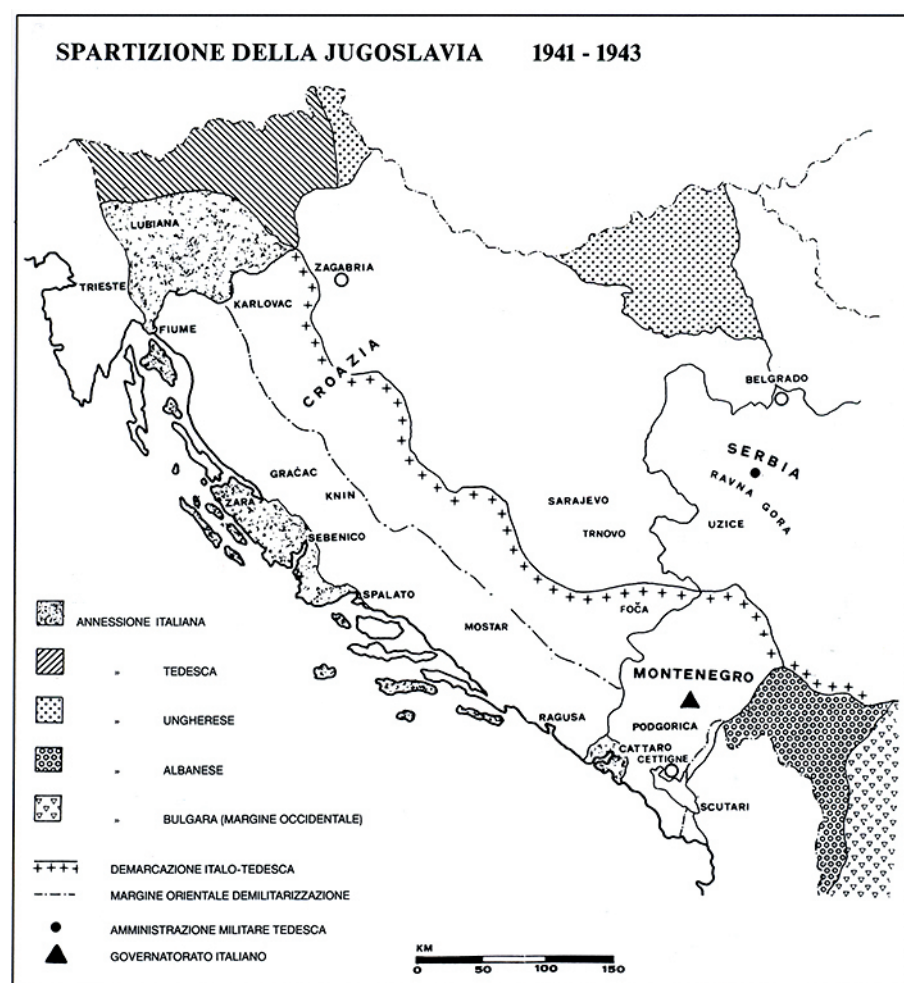 SPARTIZIONE DELLA JUGOSLAVIA 1941 - 1943
LUBIANA
TRIESTE
ZAGABRIA
KARLOVAC
FIUME
CROAZIA
BELGRADO
SERBIA
RAVNA GORA
GRAČAC
KNIN
SARAJEVO
ZARA
TRNOVO
UZICE
SEBENICO
SPALATO
FOČA
MOSTAR
MONTENEGRO
RAGUSA
PODGORICA
CATTARO
CETTIGNE
SCUTARI
ANNESSIONE ITALIANA
" TEDESCA
" UNGHERESE
" ALBANESE
" BULGARA (MARGINE OCCIDENTALE)
DEMARCAZIONE ITALO-TEDESCA
MARGINE ORIENTALE DEMILITARIZZAZIONE
AMMINISTRAZIONE MILITARE TEDESCA
GOVERNATORATO ITALIANO
KM
0 50 100 150